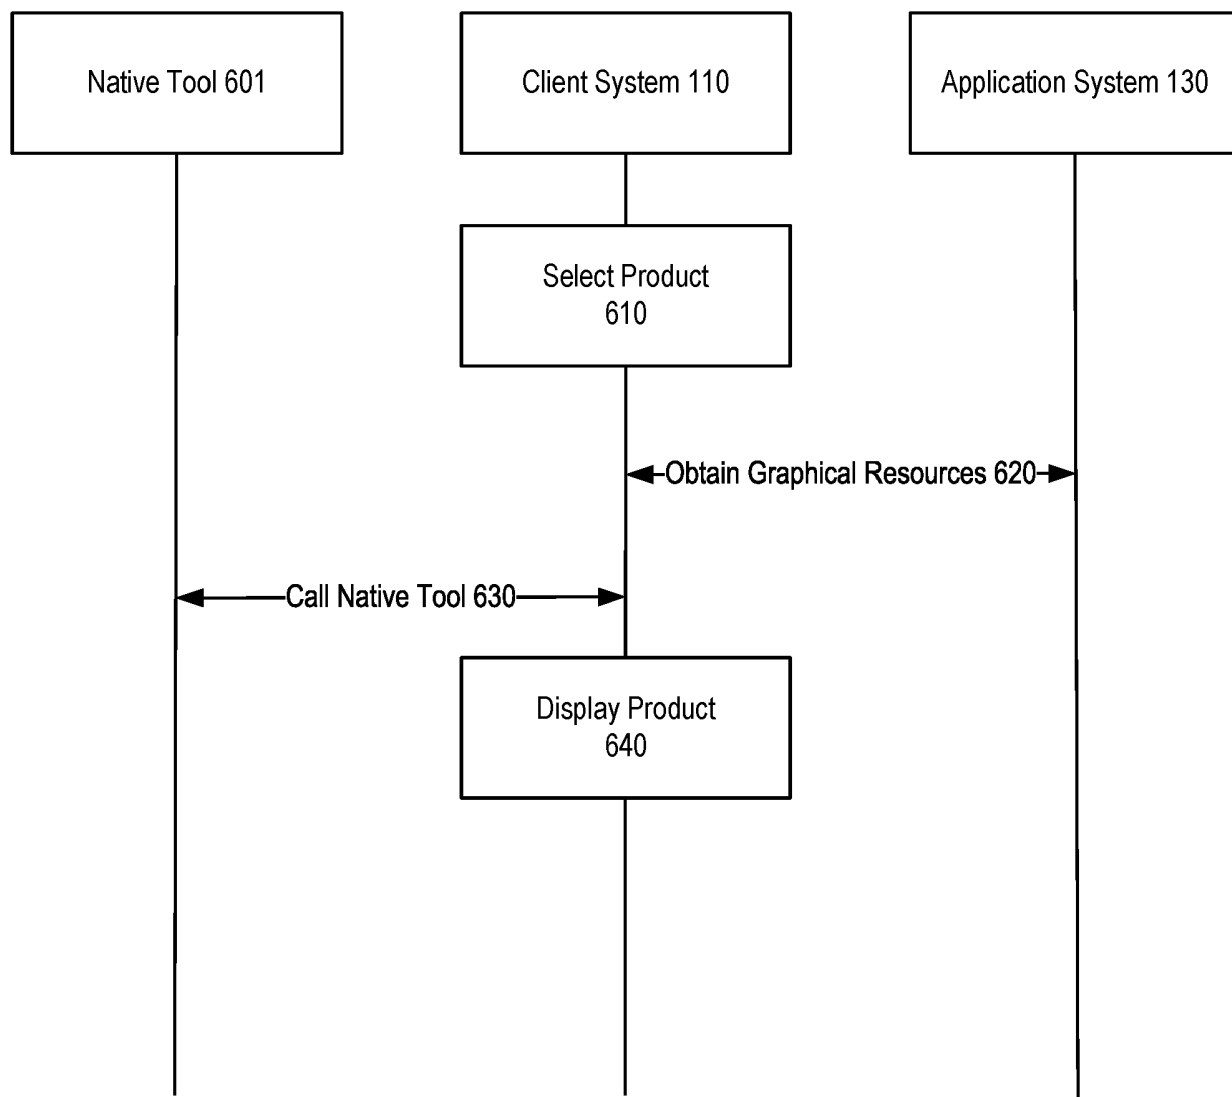 Native Tool 601
Client System 110
Application System 130
Select Product
610
Obtain Graphical Resources 620
Call Native Tool 630
Display Product
640